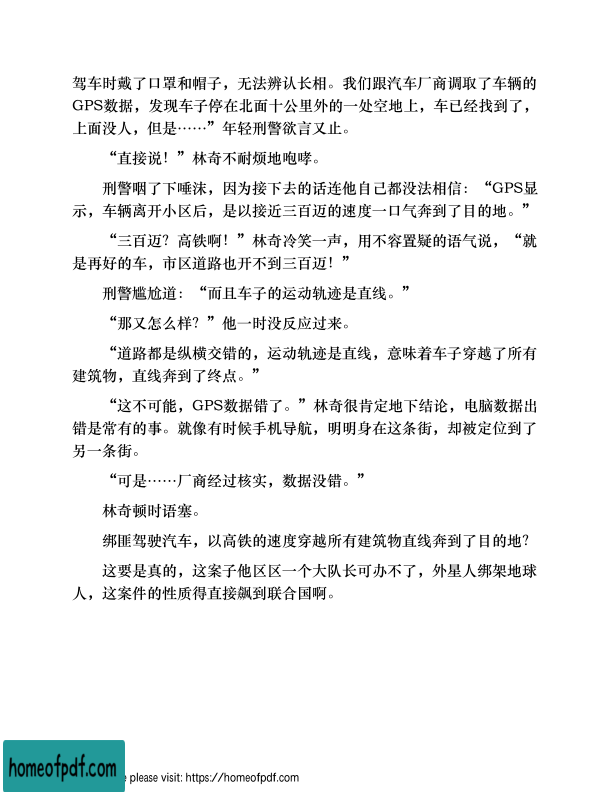 驾车时戴了口罩和帽子，无法辨认长相。我们跟汽车厂商调取了车辆的
GPS数据，发现车子停在北面十公里外的一处空地上，车已经找到了，
上面没人，但是……”年轻刑警欲言又止。
“直接说！”林奇不耐烦地咆哮。
刑警咽了下唾沫，因为接下去的话连他自己都没法相信：“GPS显
示，车辆离开小区后，是以接近三百迈的速度一口气奔到了目的地。”
“三百迈？高铁啊！”林奇冷笑一声，用不容置疑的语气说，“就
是再好的车，市区道路也开不到三百迈！”
刑警尴尬道：“而且车子的运动轨迹是直线。”
“那又怎么样？”他一时没反应过来。
“道路都是纵横交错的，运动轨迹是直线，意味着车子穿越了所有
建筑物，直线奔到了终点。”
“这不可能，GPS数据错了。”林奇很肯定地下结论，电脑数据出
错是常有的事。就像有时候手机导航，明明身在这条街，却被定位到了
另一条街。
“可是……厂商经过核实，数据没错。”
林奇顿时语塞。
绑匪驾驶汽车，以高铁的速度穿越所有建筑物直线奔到了目的地？
这要是真的，这案子他区区一个大队长可办不了，外星人绑架地球
人，这案件的性质得直接飙到联合国啊。
homeofpdf.com
e please visit: https://homeofpdf.com